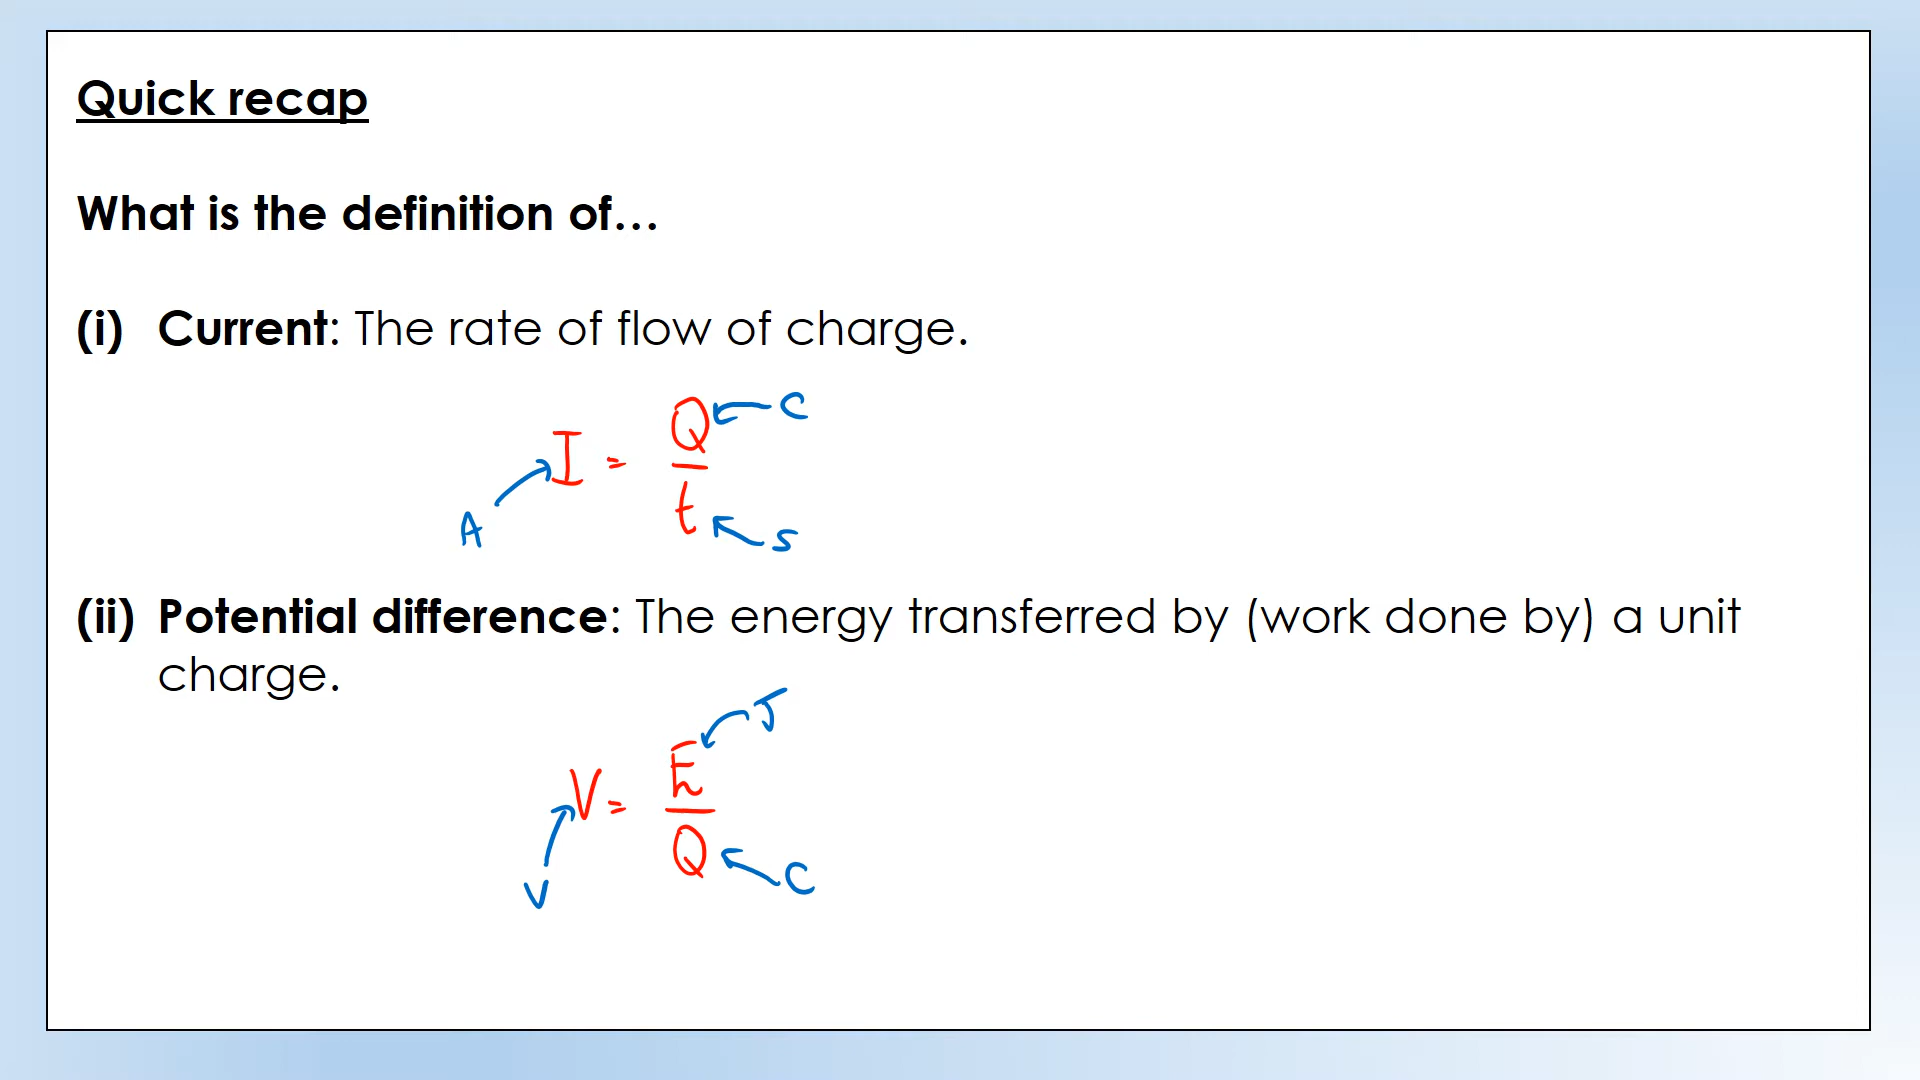 Quick recap
What is the definition of…
(i) Current: The rate of flow of charge.
I = Q/t
C
A
s
(ii) Potential difference: The energy transferred by (work done by) a unit
charge.
J
V = E/Q
C
V